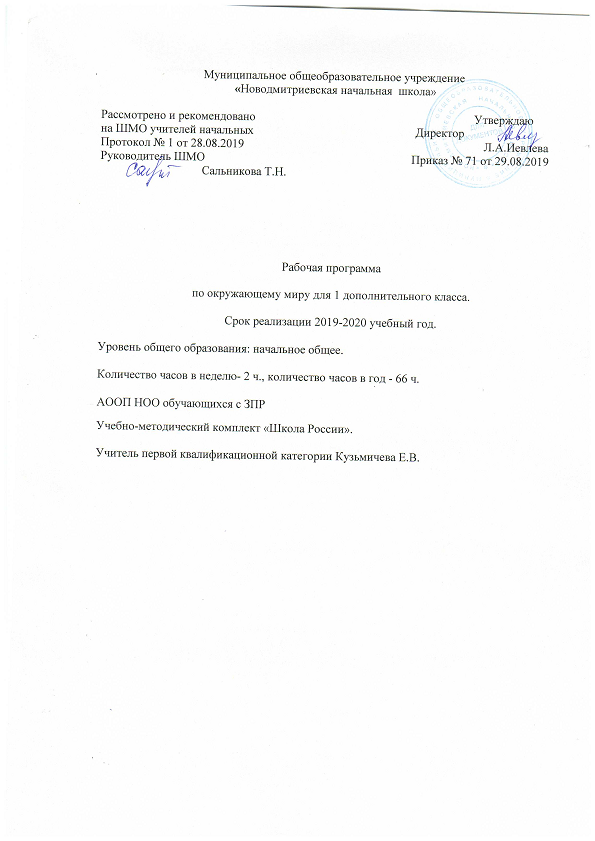 Муниципальное общеобразовательное учреждение
«Новодмитриевская начальная школа»
Рассмотрено и рекомендовано
на ШМО учителей начальных
Протокол № 1 от 28.08.2019
Руководитель ШМО
Сальникова Т.Н.
Утверждаю
Директор
Л.А.Иевлева
Приказ № 71 от 29.08.2019
Рабочая программа
по окружающему миру для 1 дополнительного класса.
Срок реализации 2019-2020 учебный год.
Уровень общего образования: начальное общее.
Количество часов в неделю- 2 ч., количество часов в год - 66 ч.
АООП НОО обучающихся с ЗПР
Учебно-методический комплект «Школа России».
Учитель первой квалификационной категории Кузьмичева Е.В.